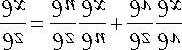 ∂z/∂x = ∂z/∂u ∂u/∂x + ∂z/∂v ∂v/∂x